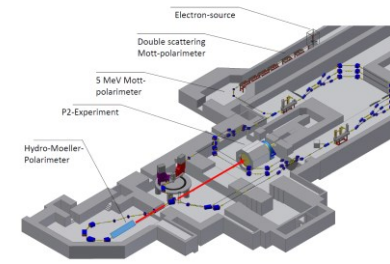 Electron-source
Double scattering
Mott-polarimeter
5 MeV Mott-
polarimeter
P2-Experiment
Hydro-Moeller-
Polarimeter